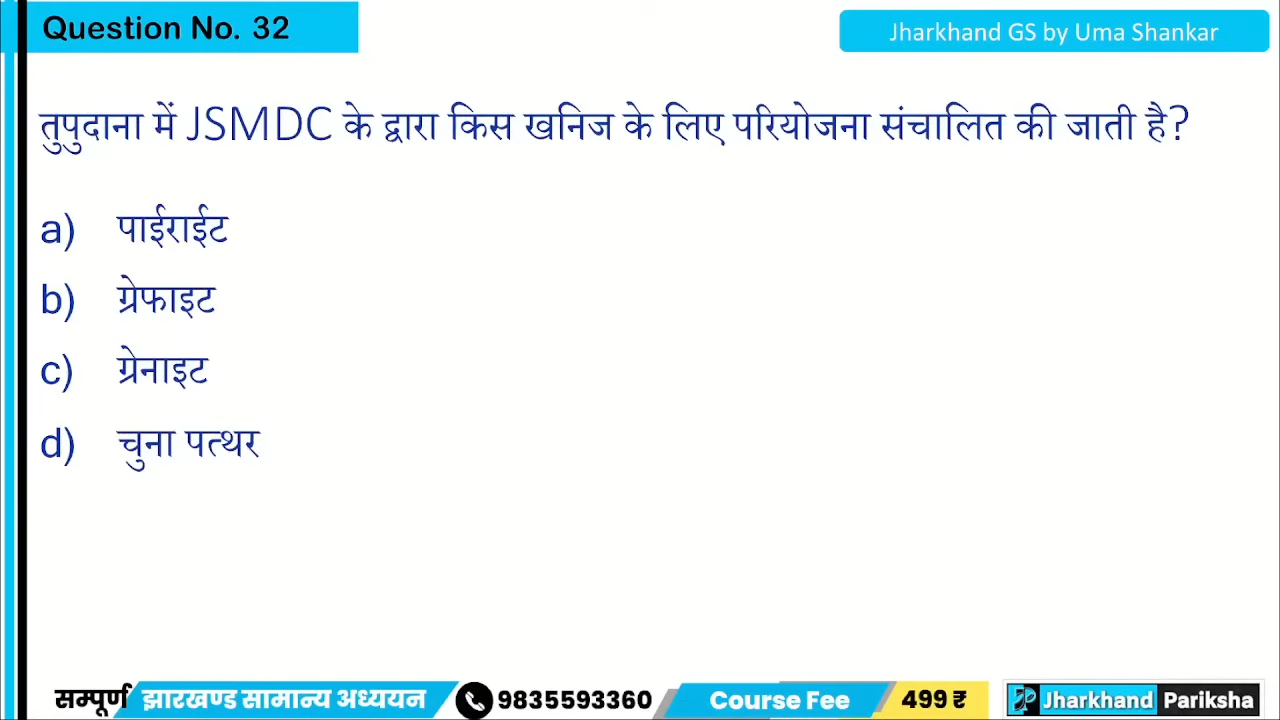 Question No. 32
Jharkhand GS by Uma Shankar
तुपुदाना में JSMDC के द्वारा किस खनिज के लिए परियोजना संचालित की जाती है?
a) पाईराईट
b) ग्रेफाइट
c) ग्रेनाइट
d) चुना पत्थर
सम्पूर्ण झारखण्ड सामान्य अध्ययन 9835593360 Course Fee 499 ₹ JP Jharkhand Pariksha